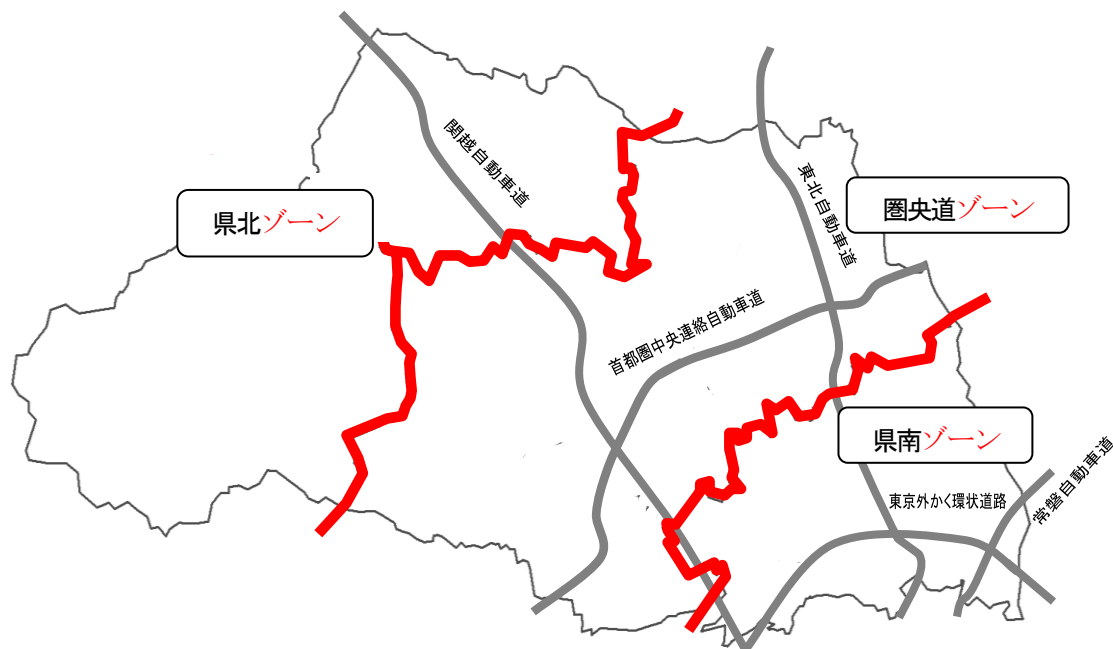 関越自動車道
東北自動車道
県北ゾーン
圏央道ゾーン
首都圏中央連絡自動車道
県南ゾーン
東京外かく環状道路
常磐自動車道